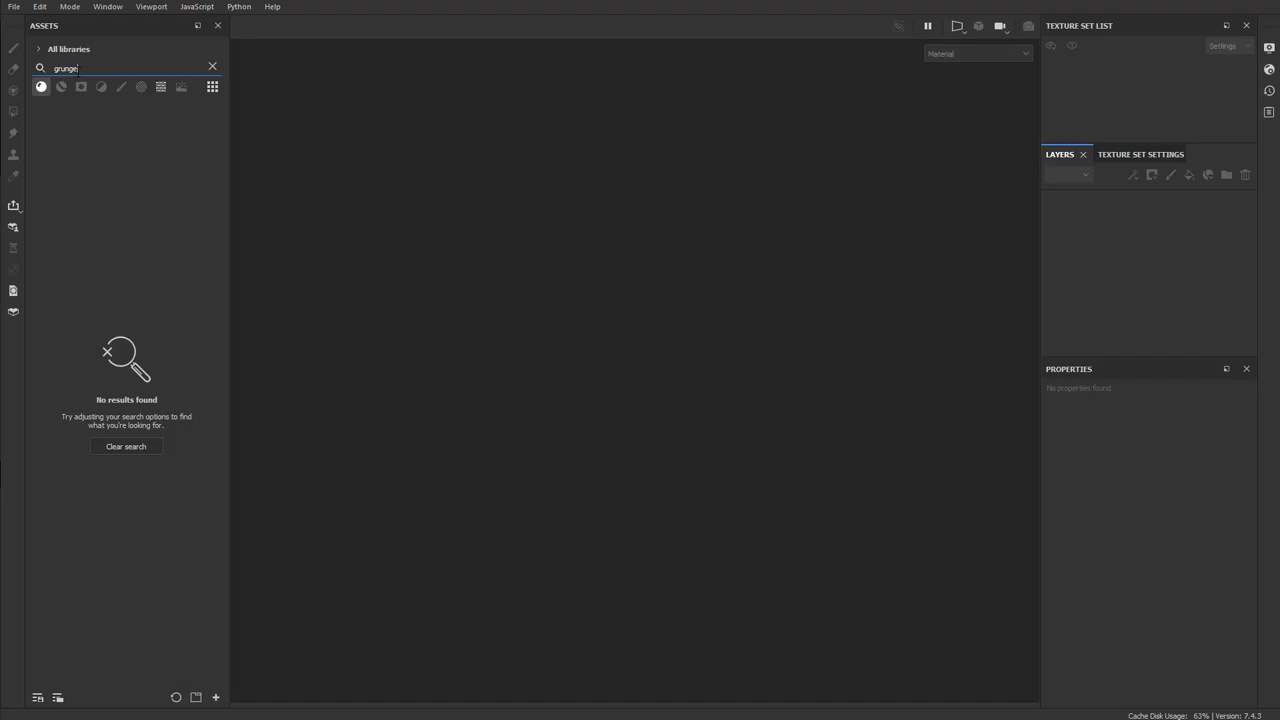 File Edit Mode Window Viewport JavaScript Python Help
ASSETS
All libraries
grunge
No results found
Try adjusting your search options to find
what you're looking for.
Clear search
Material
TEXTURE SET LIST
Settings
LAYERS
TEXTURE SET SETTINGS
PROPERTIES
No properties found
Cache Disk Usage: 63% | Version: 7.4.3